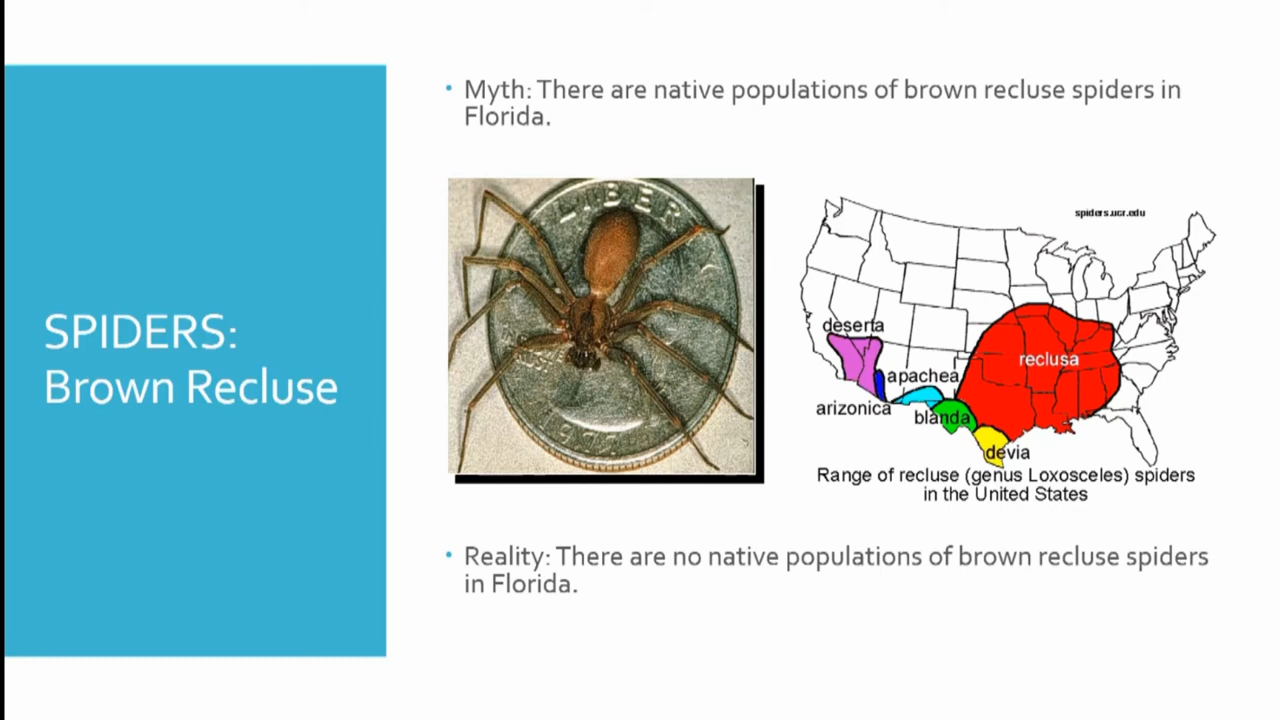 SPIDERS:
Brown Recluse
• Myth: There are native populations of brown recluse spiders in
Florida.
LIBER
spiders.ucr.edu
deserta
reclusa
apachea
arizonica
blanda
devia
Range of recluse (genus Loxosceles) spiders
in the United States
• Reality: There are no native populations of brown recluse spiders
in Florida.